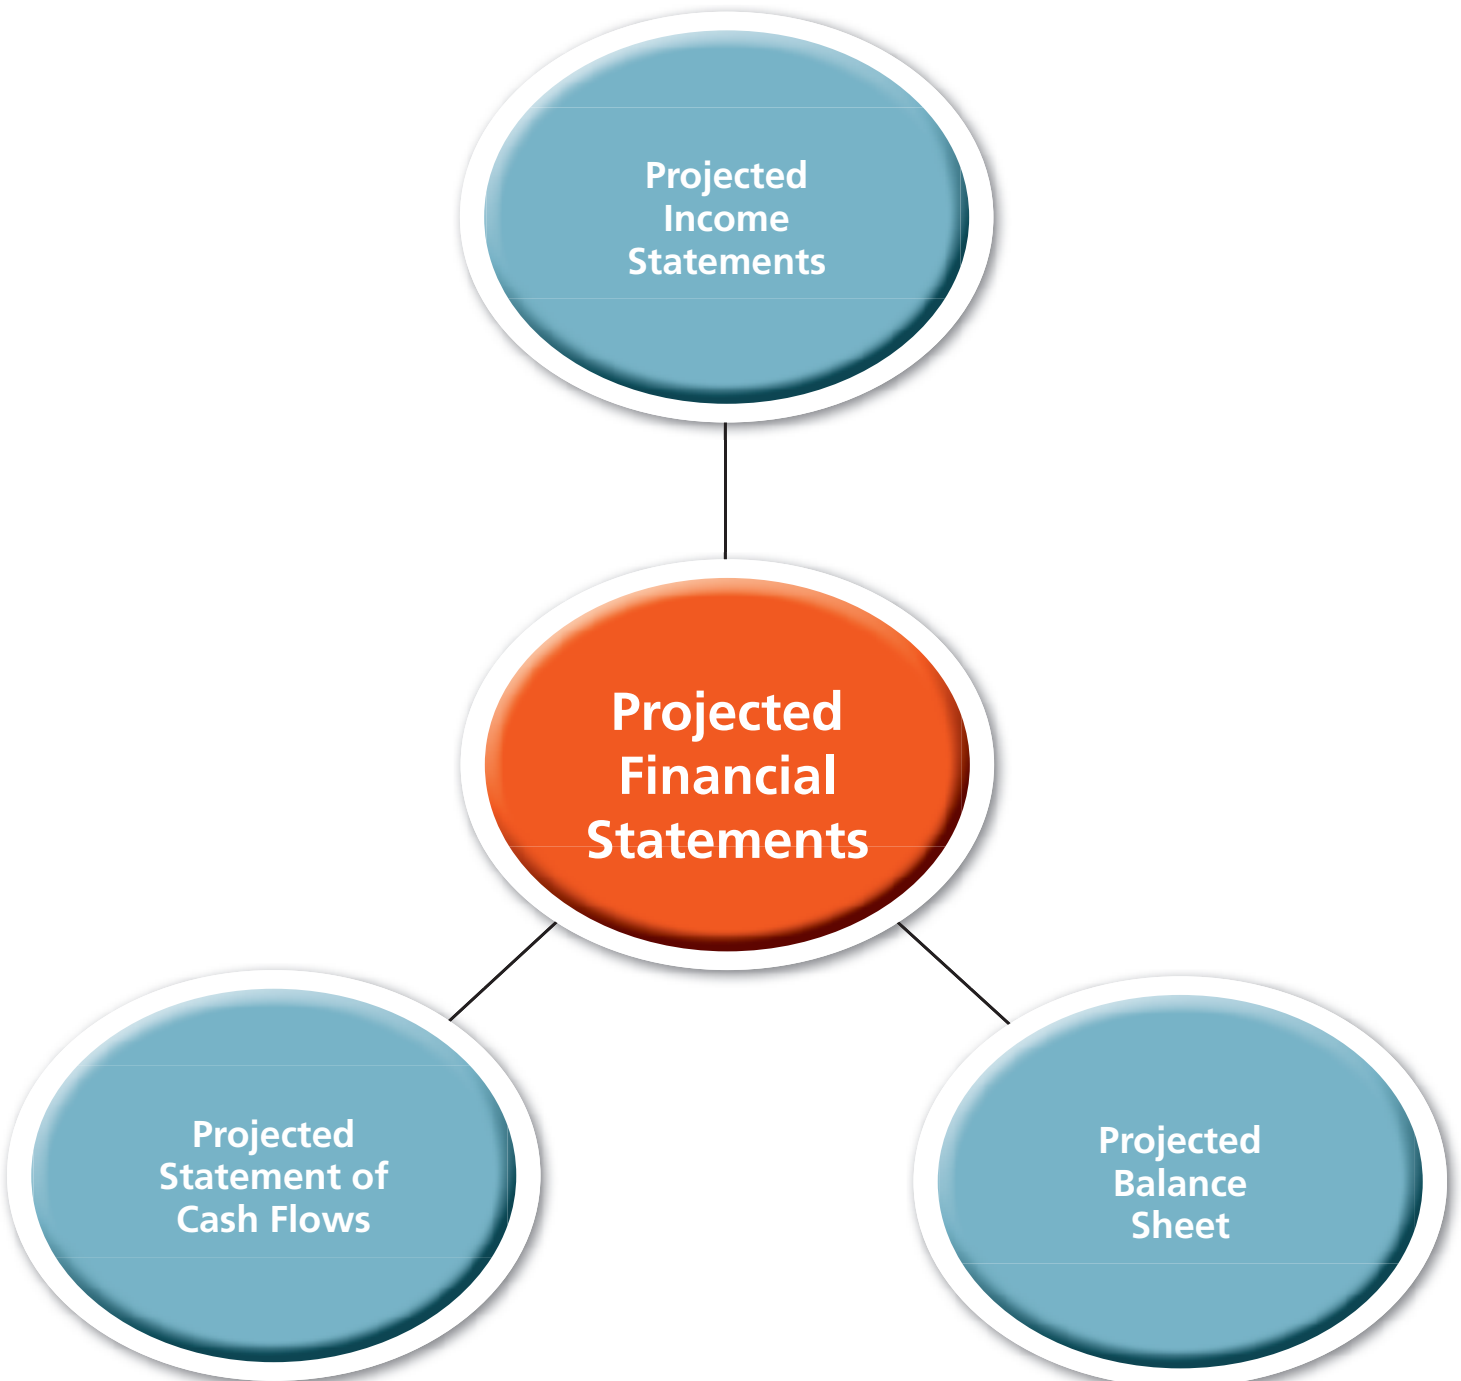 Projected
Income
Statements
Projected
Financial
Statements
Projected
Statement of
Cash Flows
Projected
Balance
Sheet